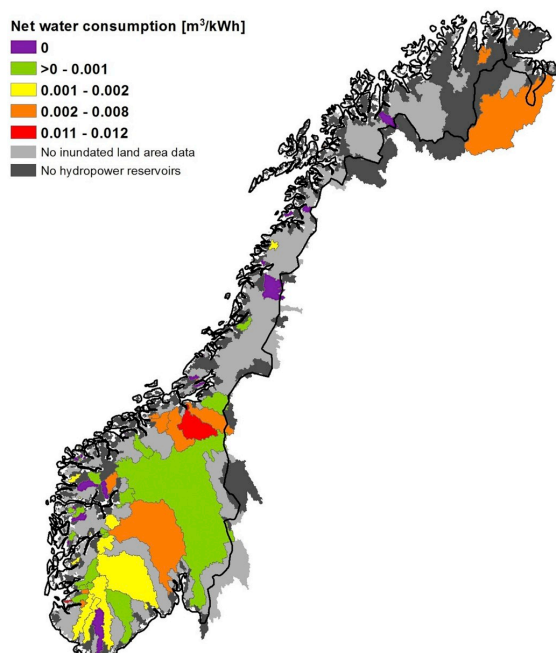 Net water consumption [m³/kWh]
0
>0 - 0.001
0.001 - 0.002
0.002 - 0.008
0.011 - 0.012
No inundated land area data
No hydropower reservoirs